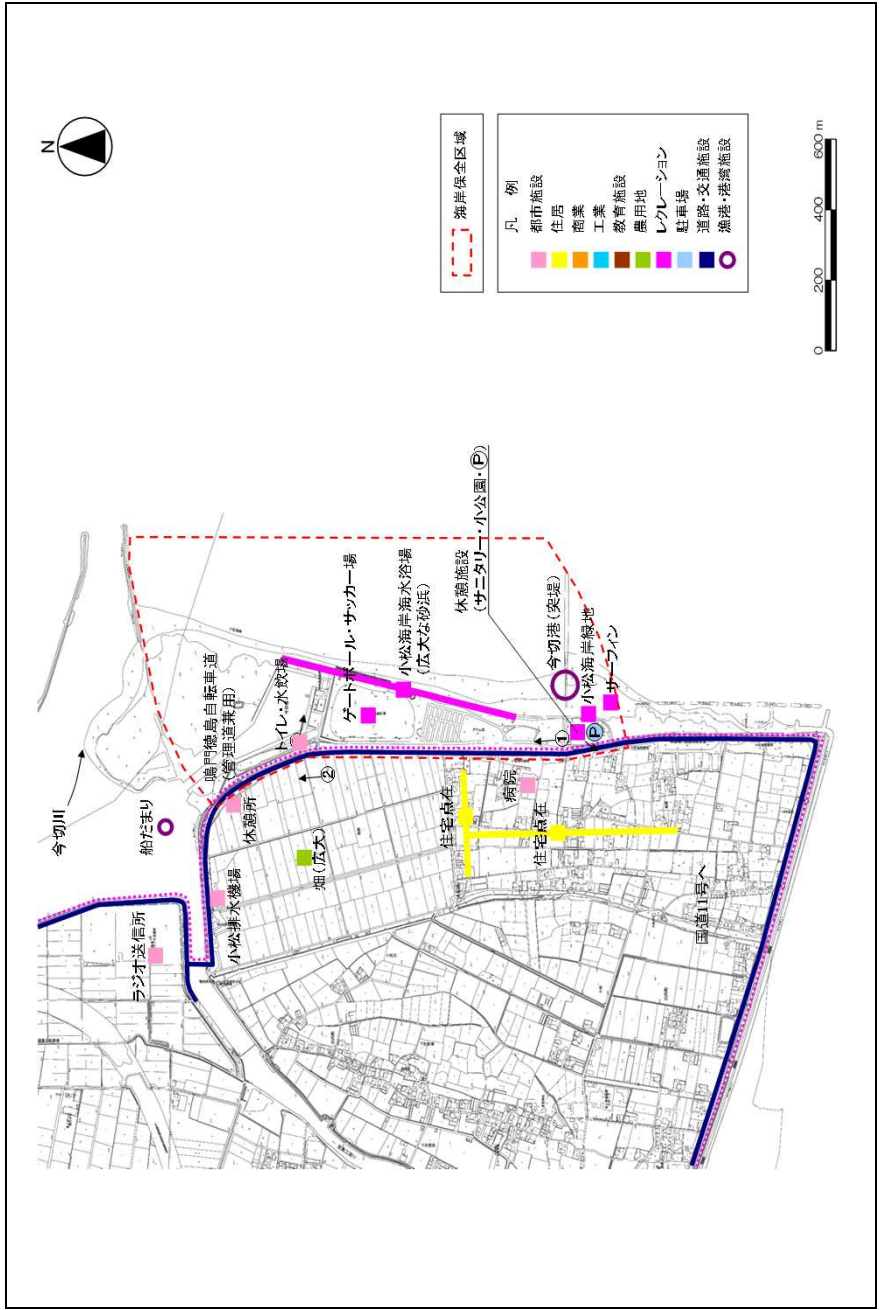 N
海岸保全区域
凡 例
都市施設
住居
商業
工業
教育施設
農用地
レクレーション
駐車場
道路・交通施設
漁港・港湾施設
0 200 400 600 m
今切川
船だまり
ラジオ送信所
鳴門徳島自転車道
(管理道兼用)
休憩所
小松排水機場
トイレ・水飲場
②
畑(広大)
ゲートボール・サッカー場
小松海岸海水浴場
(広大な砂浜)
住宅点在
病院
住宅点在
休憩施設
(サニタリー・小公園・Ⓟ)
①
P
今切港(突堤)
小松海岸緑地
サーフィン
国道11号へ